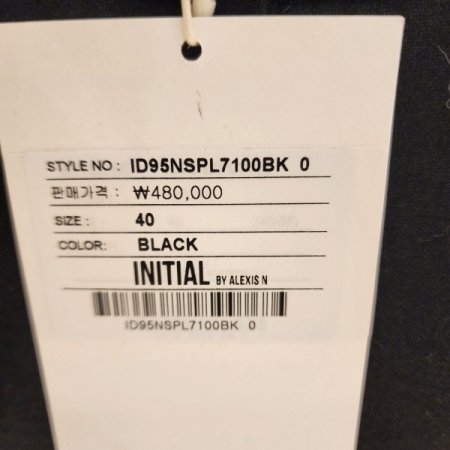 STYLE NO : ID95NSPL7100BK 0
판매가격 : ₩480,000
SIZE : 40
COLOR: BLACK
INITIAL BY ALEXIS N
ID95NSPL7100BK 0